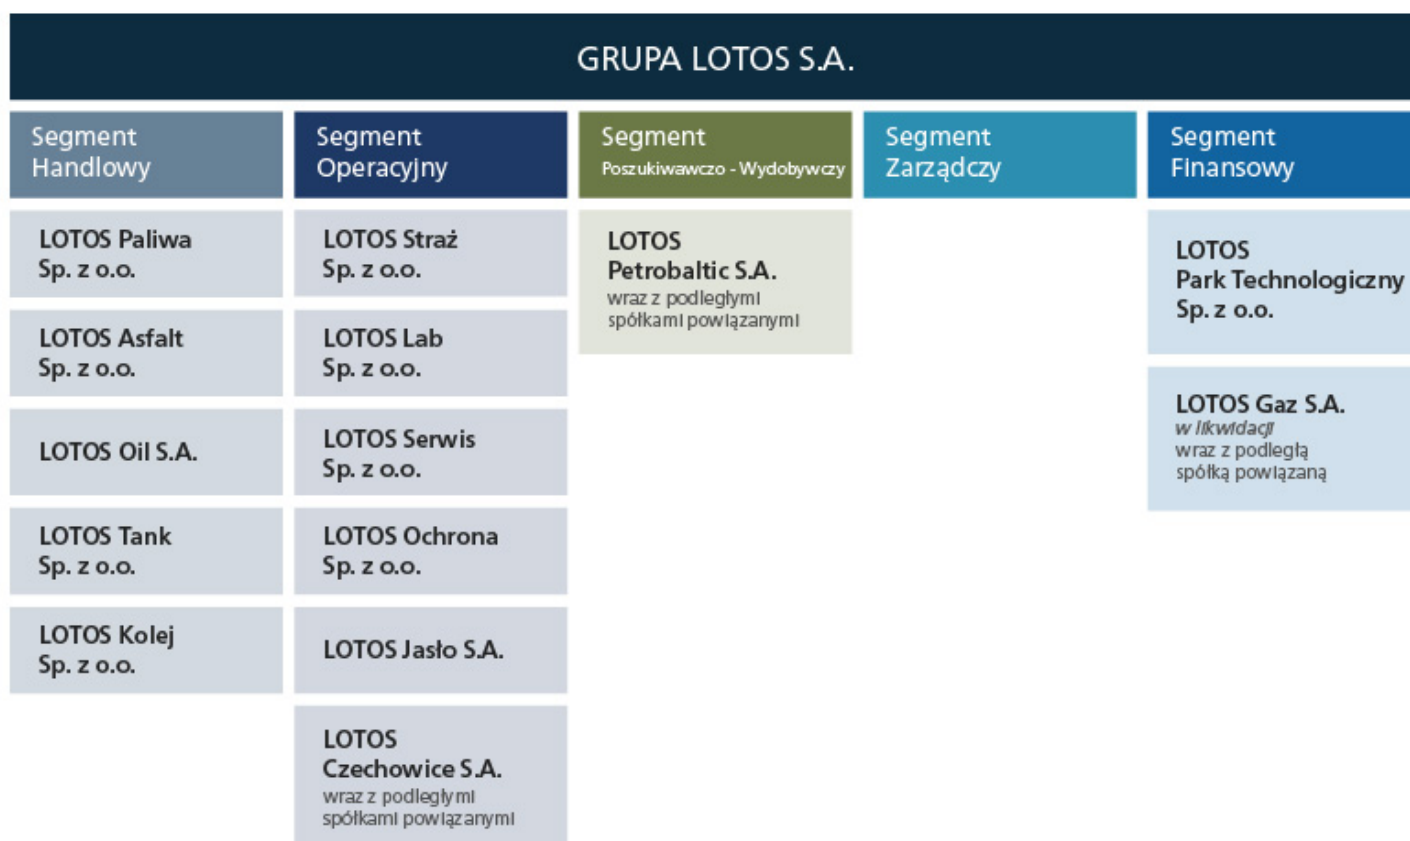 GRUPA LOTOS S.A.
Segment
Handlowy
LOTOS Paliwa
Sp. z o.o.
LOTOS Asfalt
Sp. z o.o.
LOTOS Oil S.A.
LOTOS Tank
Sp. z o.o.
LOTOS Kolej
Sp. z o.o.
Segment
Operacyjny
LOTOS Straż
Sp. z o.o.
LOTOS Lab
Sp. z o.o.
LOTOS Serwis
Sp. z o.o.
LOTOS Ochrona
Sp. z o.o.
LOTOS Jasło S.A.
LOTOS
Czechowice S.A.
wraz z podległymi
spółkami powiązanymi
Segment
Poszukiwawczo - Wydobywczy
LOTOS
Petrobaltic S.A.
wraz z podległymi
spółkami powiązanymi
Segment
Zarządczy
Segment
Finansowy
LOTOS
Park Technologiczny
Sp. z o.o.
LOTOS Gaz S.A.
w likwidacji
wraz z podległą
spółką powiązaną